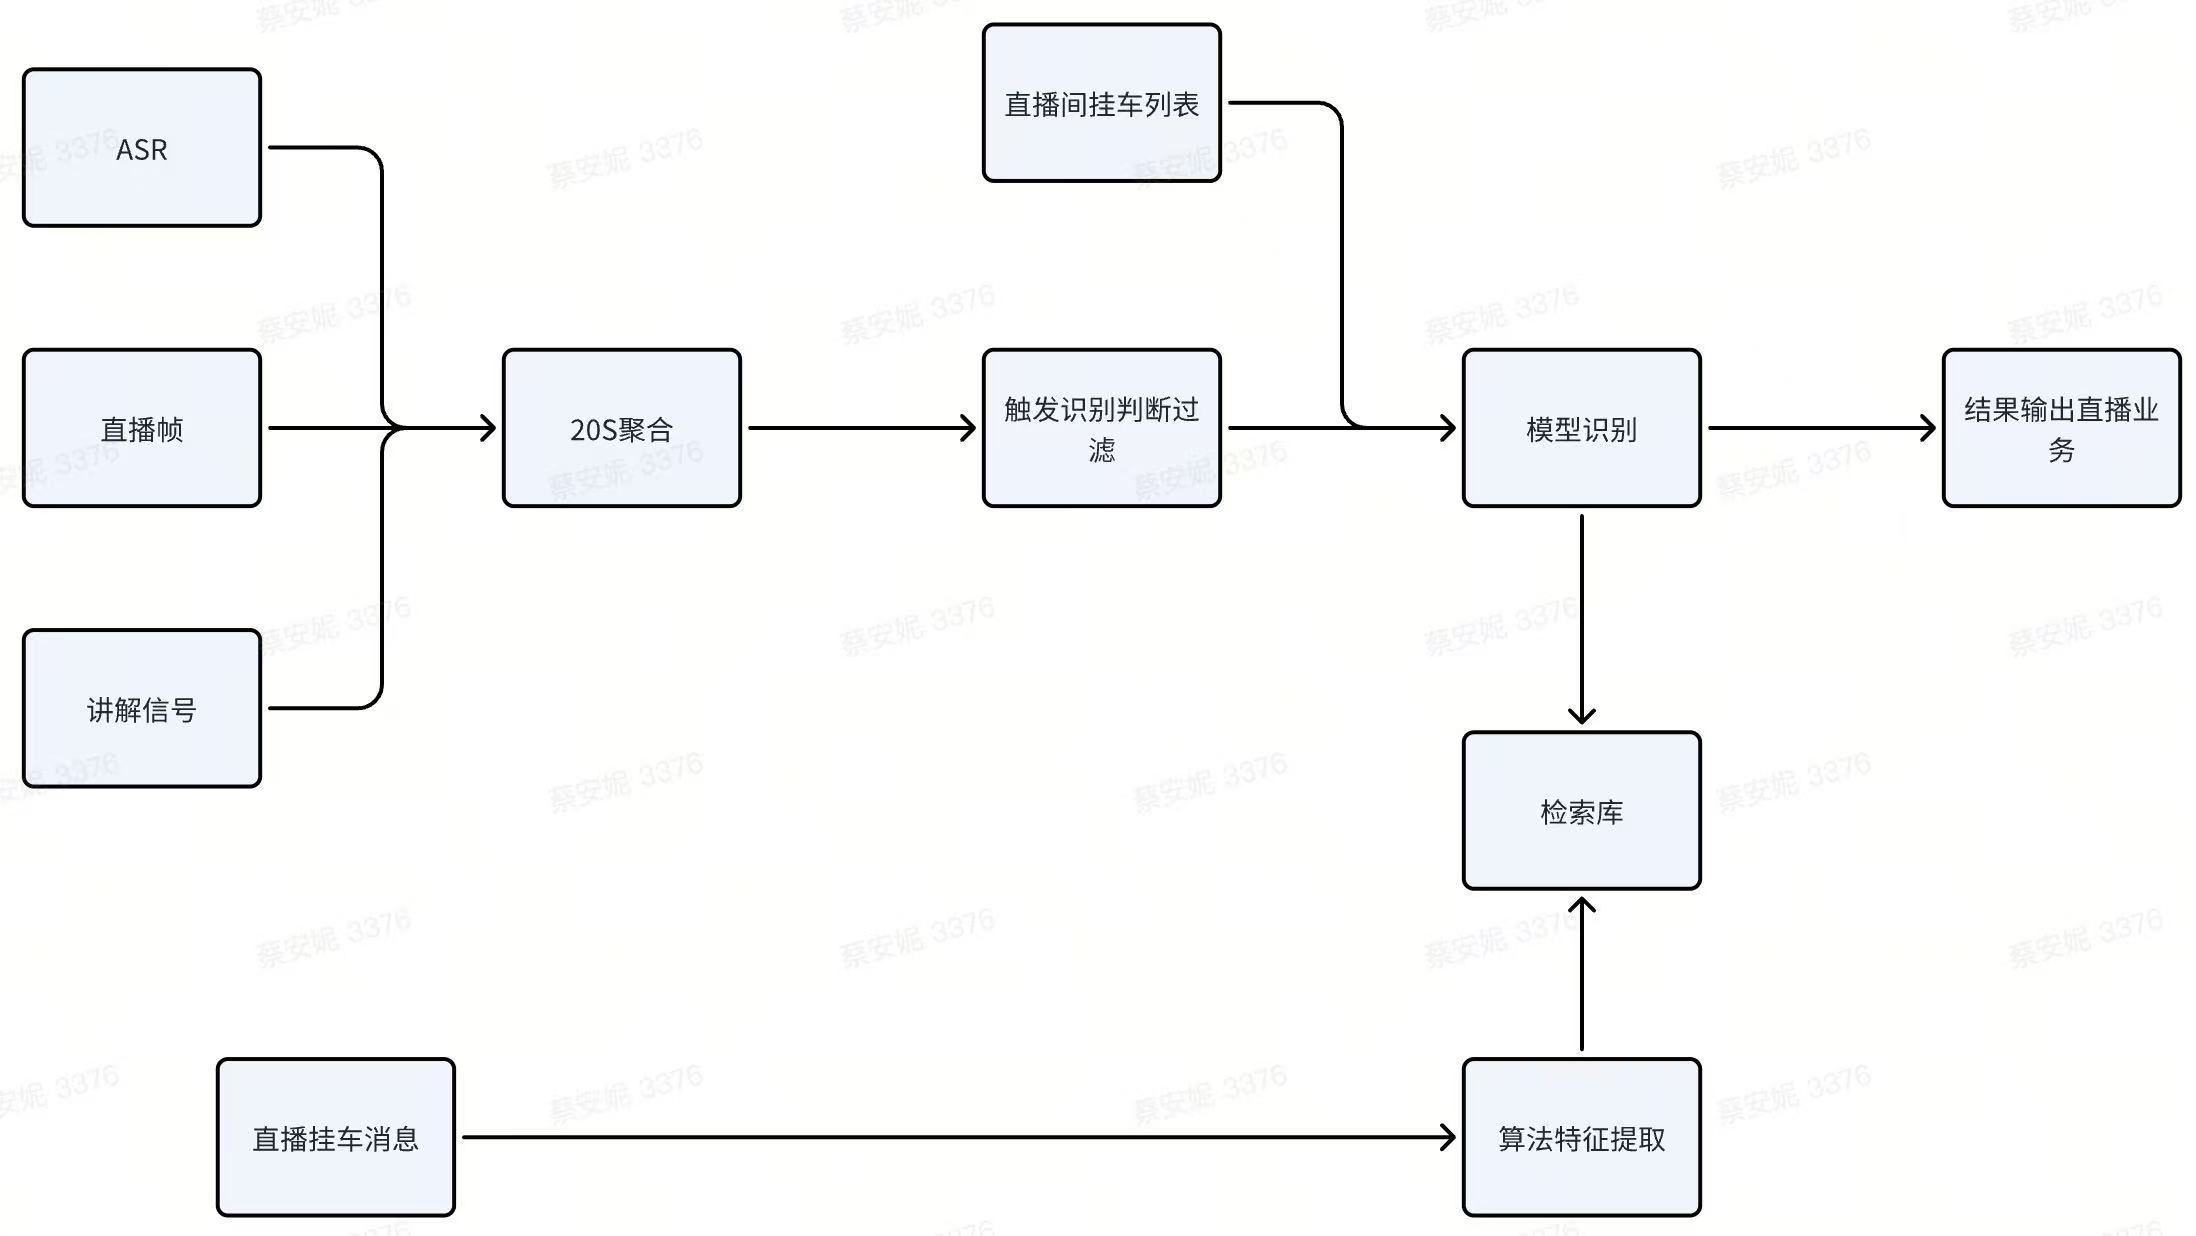 直播间挂车列表
ASR
直播帧
20S聚合
触发识别判断过
滤
模型识别
结果输出直播业
务
讲解信号
检索库
直播挂车消息
算法特征提取
蔡安妮 3376